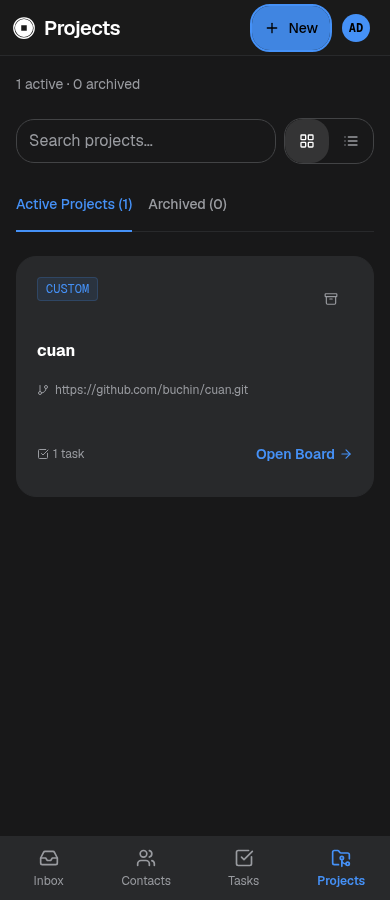 Projects
New
AD
1 active · 0 archived
Search projects...
Active Projects (1)
Archived (0)
CUSTOM
cuan
https://github.com/buchin/cuan.git
1 task
Open Board →
Inbox
Contacts
Tasks
Projects